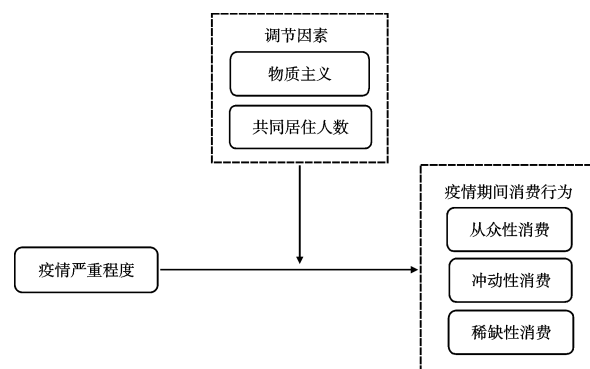 调节因素
物质主义
共同居住人数
疫情严重程度
疫情期间消费行为
从众性消费
冲动性消费
稀缺性消费